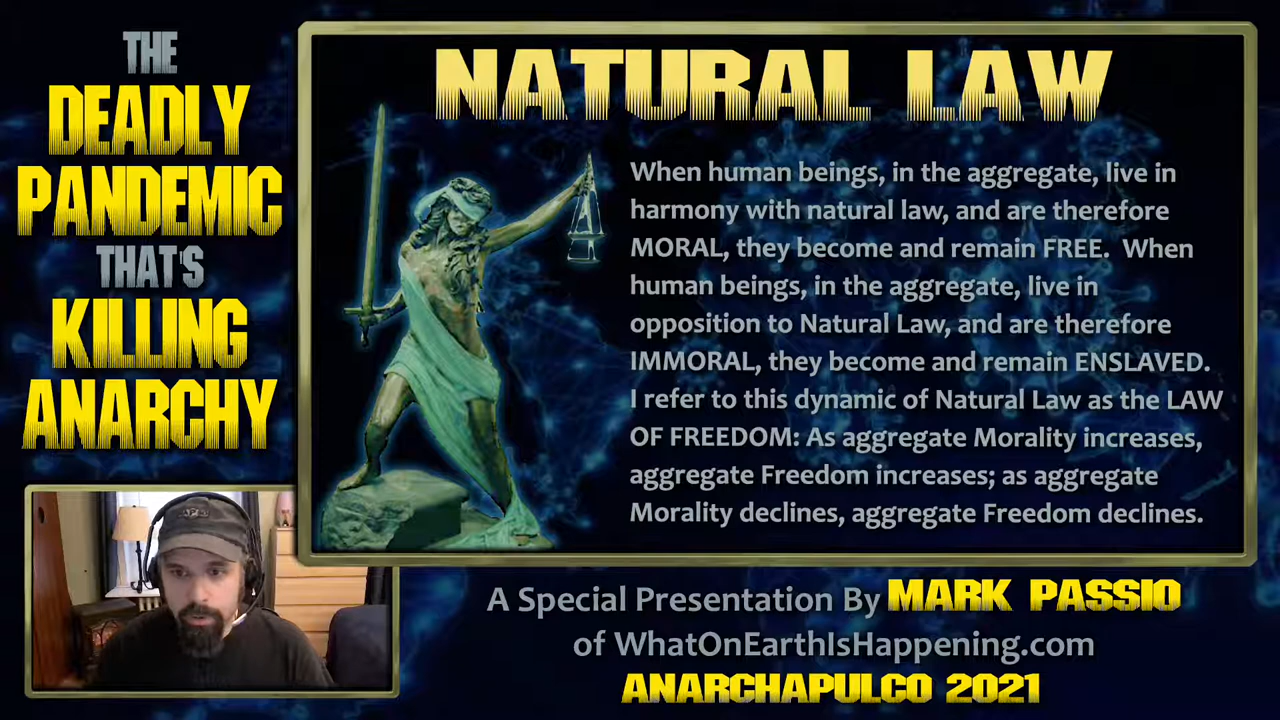 THE
DEADLY
PANDEMIC
THAT'S
KILLING
ANARCHY
NATURAL LAW
When human beings, in the aggregate, live in
harmony with natural law, and are therefore
MORAL, they become and remain FREE.  When
human beings, in the aggregate, live in
opposition to Natural Law, and are therefore
IMMORAL, they become and remain ENSLAVED.
I refer to this dynamic of Natural Law as the LAW
OF FREEDOM: As aggregate Morality increases,
aggregate Freedom increases; as aggregate
Morality declines, aggregate Freedom declines.
A Special Presentation By MARK PASSIO
of WhatOnEarthIsHappening.com
ANARCHAPULCO 2021